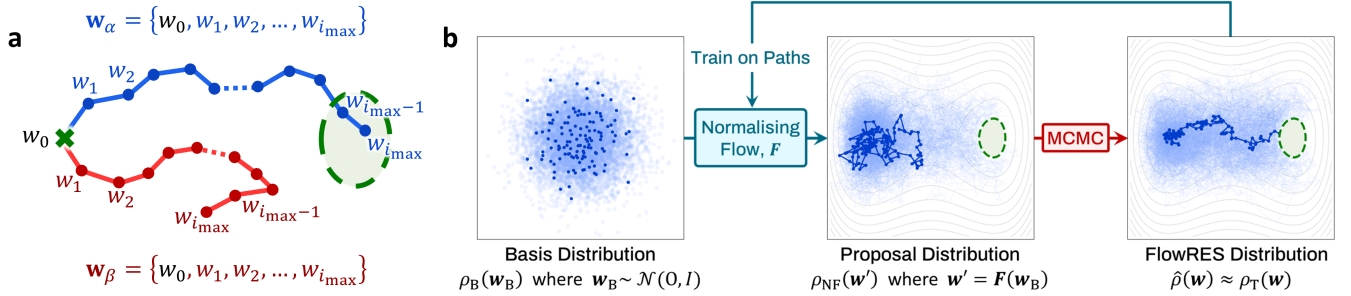 a
𝐰_α = {w_0, w_1, w_2, …, w_{i_max}}
w_1
w_2
w_{i_max−1}
w_0
w_{i_max}
w_1
w_2
w_{i_max}
w_{i_max−1}
𝐰_β = {w_0, w_1, w_2, …, w_{i_max}}
b
Train on Paths
Normalising
Flow, F
MCMC
Basis Distribution
ρ_B(w_B) where w_B ~ 𝒩(0, I)
Proposal Distribution
ρ_NF(w′) where w′ = F(w_B)
FlowRES Distribution
ρ̂(w) ≈ ρ_T(w)